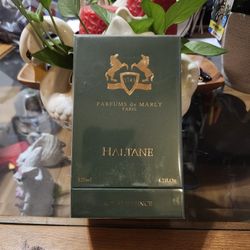 PARFUMS de MARLY
PARIS
HALTANE
125ml
4.2 fl.oz